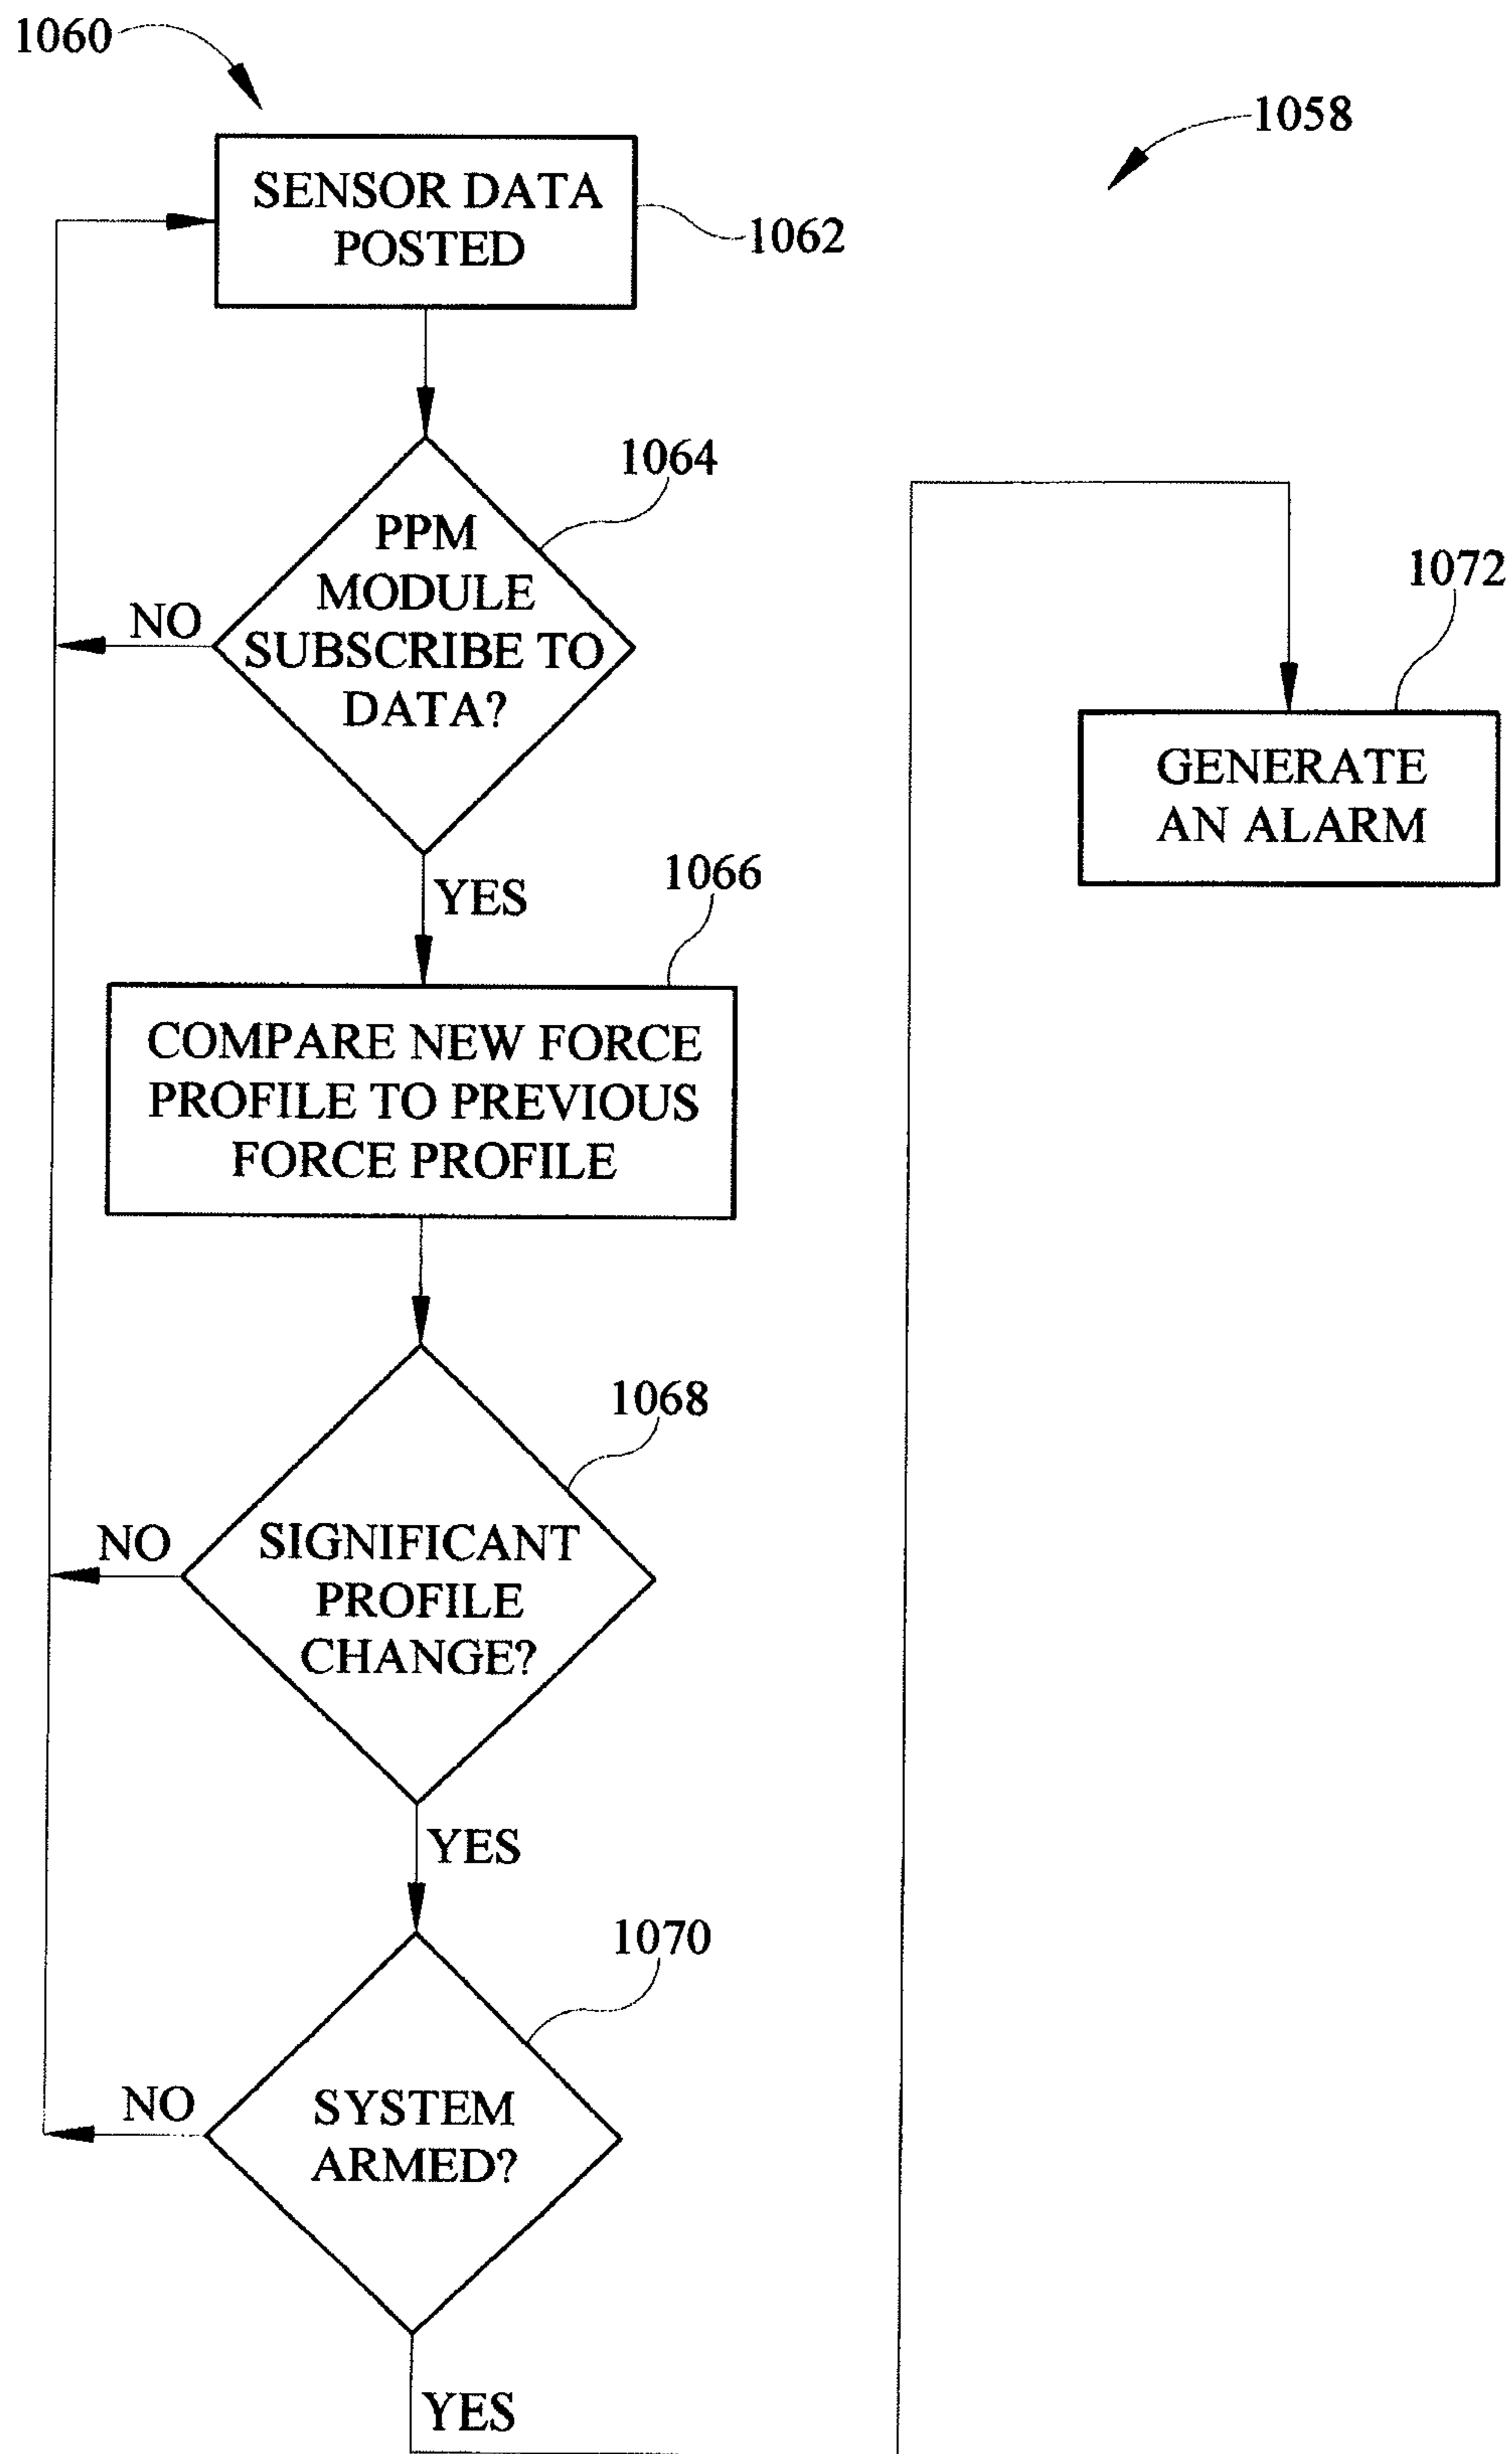 1060
1058
SENSOR DATA
POSTED
1062
1064
PPM
MODULE
SUBSCRIBE TO
DATA?
NO
YES
1066
COMPARE NEW FORCE
PROFILE TO PREVIOUS
FORCE PROFILE
1068
SIGNIFICANT
PROFILE
CHANGE?
NO
YES
1070
SYSTEM
ARMED?
NO
YES
1072
GENERATE
AN ALARM